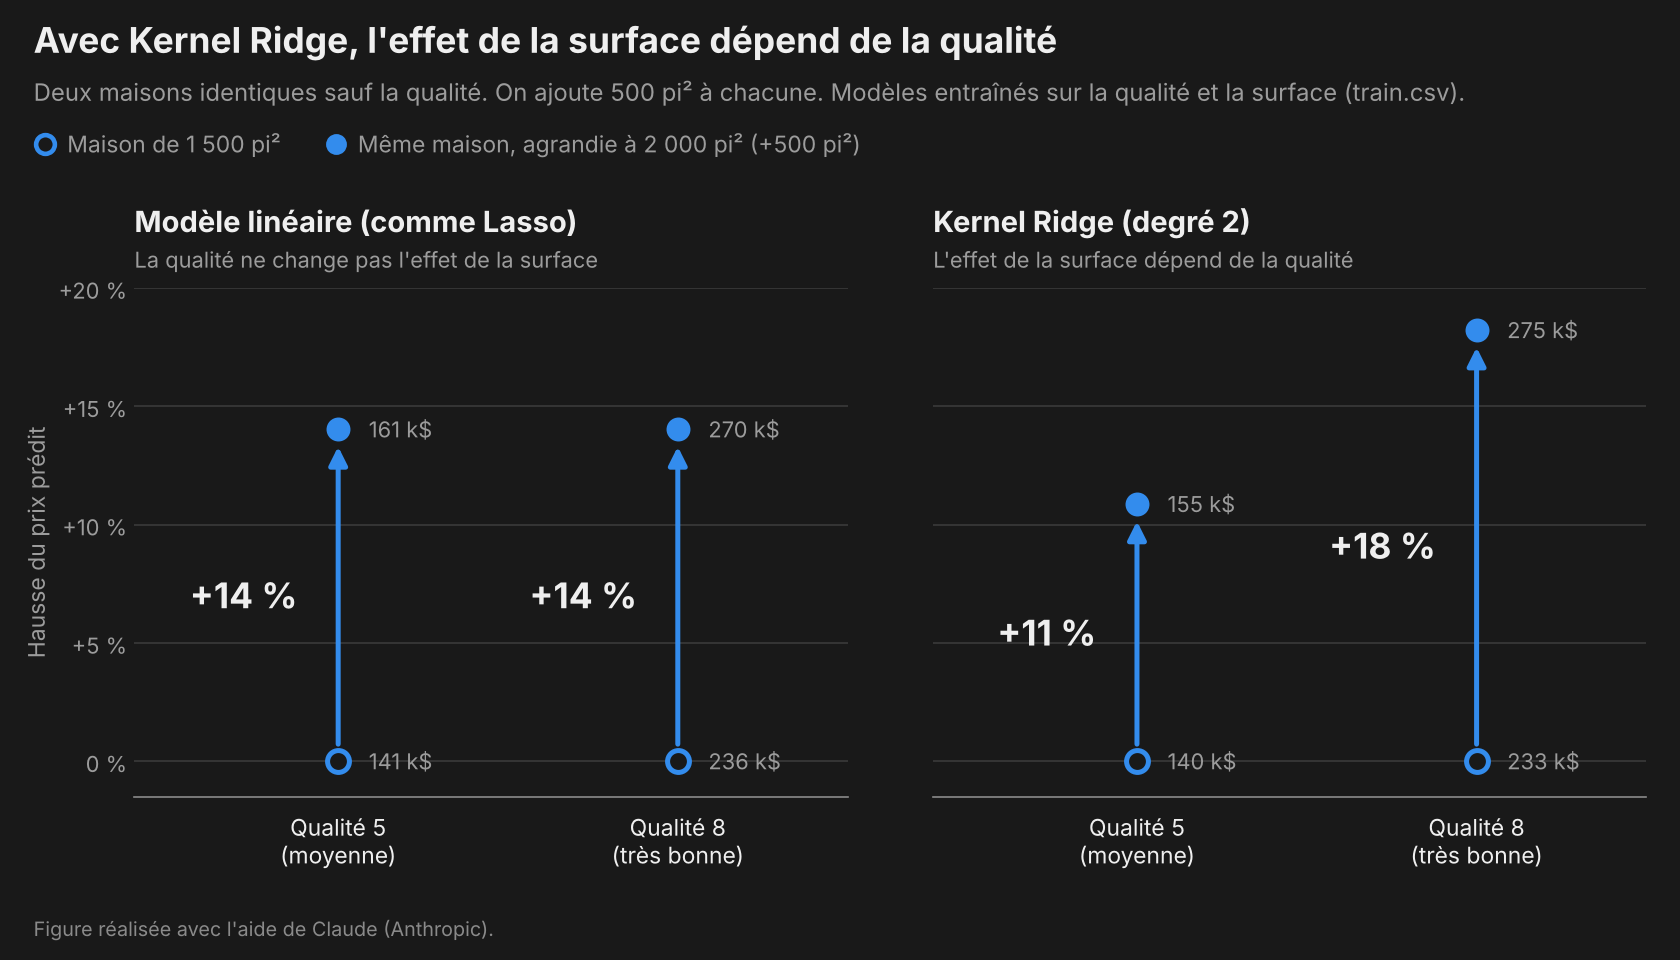 Avec Kernel Ridge, l'effet de la surface dépend de la qualité
Deux maisons identiques sauf la qualité. On ajoute 500 pi² à chacune. Modèles entraînés sur la qualité et la surface (train.csv).
Maison de 1 500 pi²
Même maison, agrandie à 2 000 pi² (+500 pi²)
Modèle linéaire (comme Lasso)
La qualité ne change pas l'effet de la surface
Hausse du prix prédit
+20 %
+15 %
+10 %
+5 %
0 %
161 k$
270 k$
+14 %
+14 %
141 k$
236 k$
Qualité 5
(moyenne)
Qualité 8
(très bonne)
Kernel Ridge (degré 2)
L'effet de la surface dépend de la qualité
275 k$
155 k$
+18 %
+11 %
140 k$
233 k$
Qualité 5
(moyenne)
Qualité 8
(très bonne)
Figure réalisée avec l'aide de Claude (Anthropic).